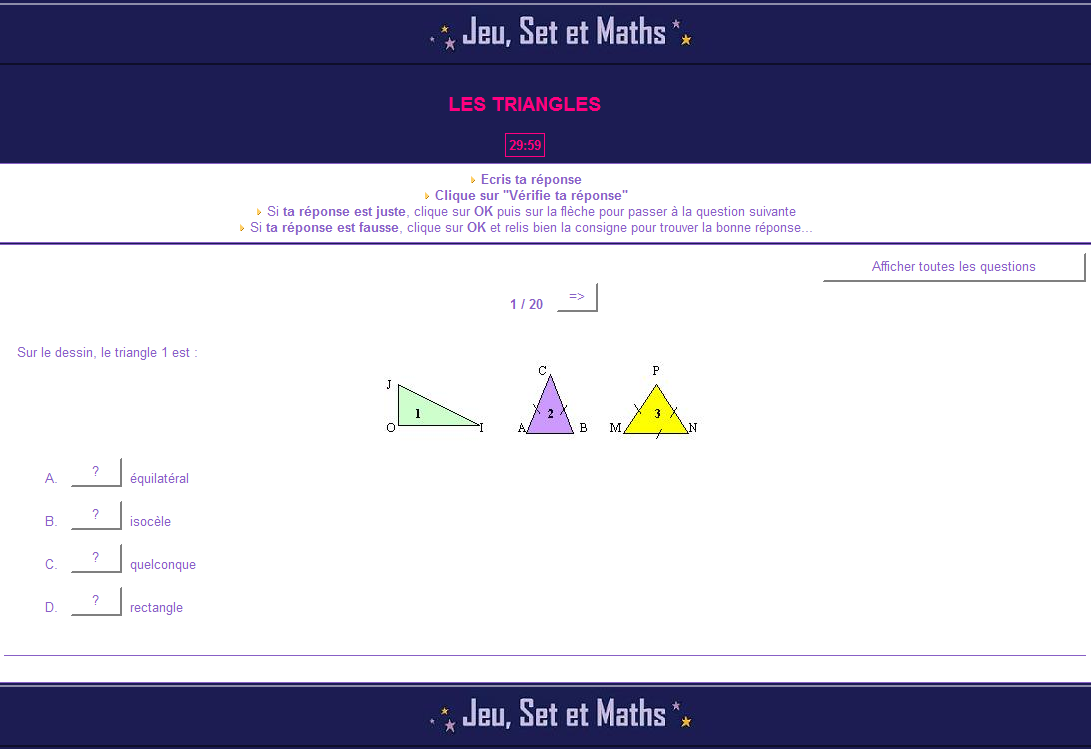 Jeu, Set et Maths
LES TRIANGLES
29:59
Ecris ta réponse
Clique sur "Vérifie ta réponse"
Si ta réponse est juste, clique sur OK puis sur la flèche pour passer à la question suivante
Si ta réponse est fausse, clique sur OK et relis bien la consigne pour trouver la bonne réponse...
Afficher toutes les questions
1 / 20 =>
Sur le dessin, le triangle 1 est :
C P
J
1 2 3
O I A B M N
A. ? équilatéral
B. ? isocèle
C. ? quelconque
D. ? rectangle
Jeu, Set et Maths